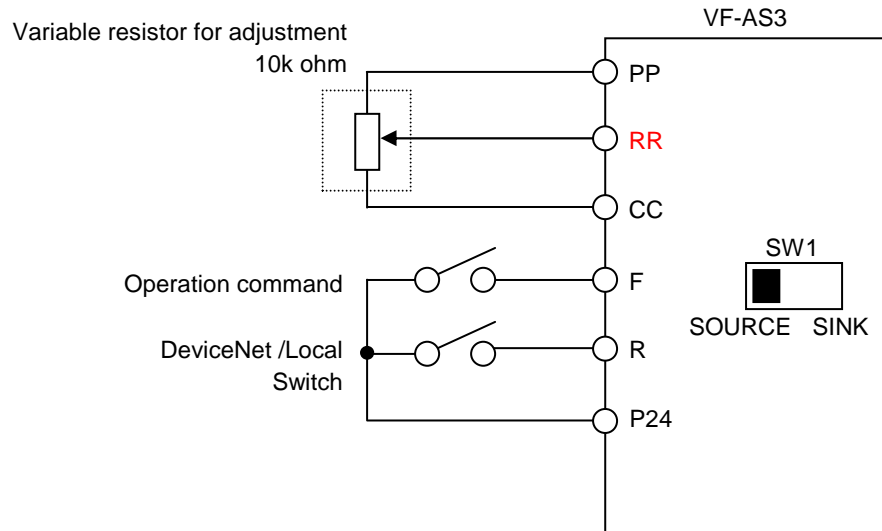 VF-AS3
Variable resistor for adjustment
10k ohm
PP
RR
CC
SW1
Operation command
F
SOURCE SINK
DeviceNet /Local
R
Switch
P24